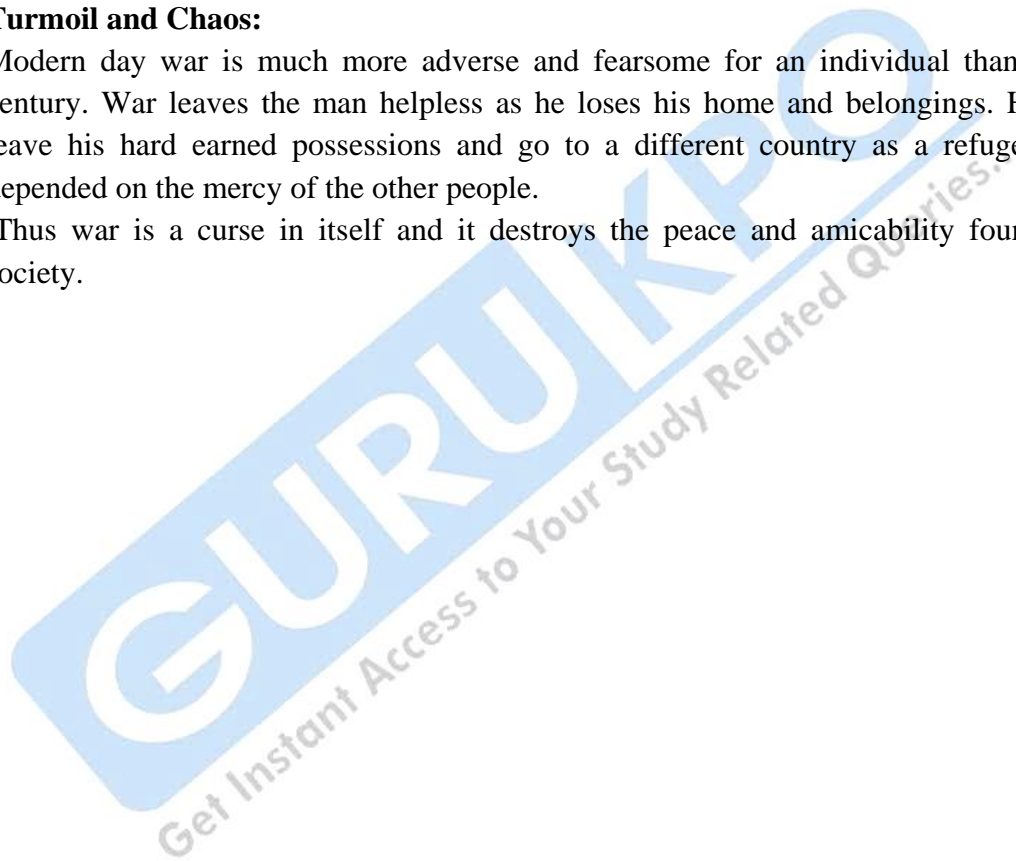 Turmoil and Chaos:
Modern day war is much more adverse and fearsome for an individual than
century. War leaves the man helpless as he loses his home and belongings.
leave his hard earned possessions and go to a different country as a
depended on the mercy of the other people.
Thus war is a curse in itself and it destroys the peace and amicability
society.
GURUKPO
Get Instant Access to Your Study Related Queries...